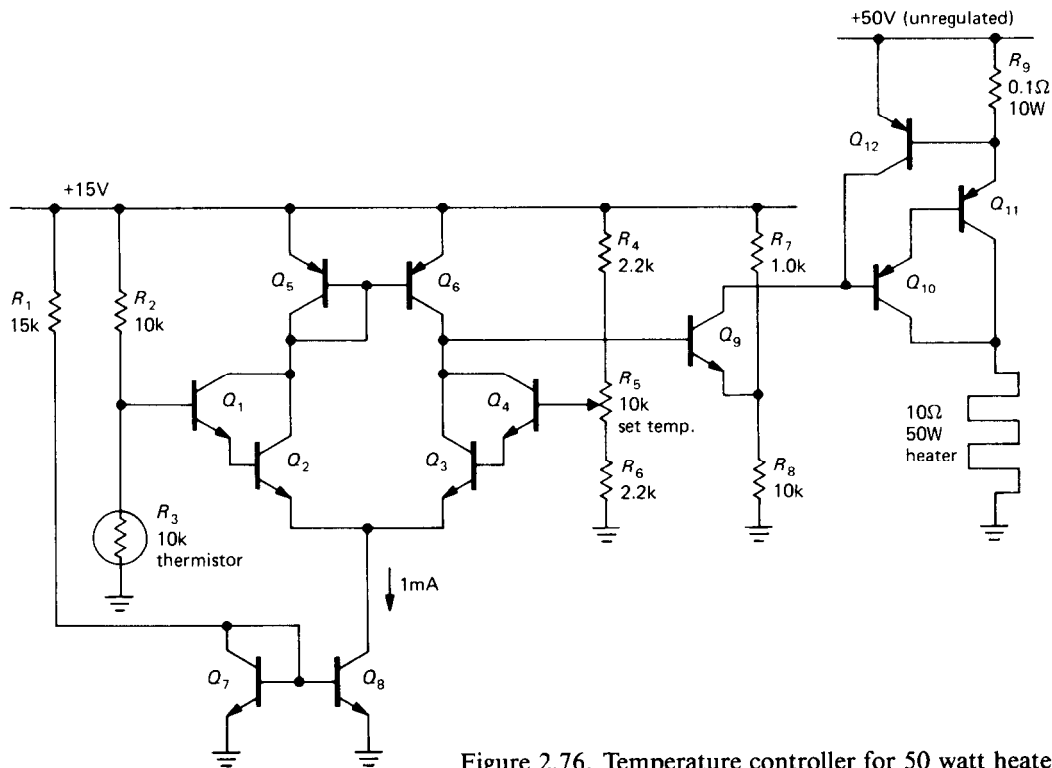 +50V (unregulated)
R9
0.1Ω
10W
Q12
+15V
Q11
R4
2.2k
R7
1.0k
Q5
Q6
Q10
R1
15k
R2
10k
Q9
R5
10k
set temp.
Q1
Q4
10Ω
50W
heater
Q2
Q3
R6
2.2k
R8
10k
R3
10k
thermistor
1mA
Q7
Q8
Figure 2.76. Temperature controller for 50 watt heate